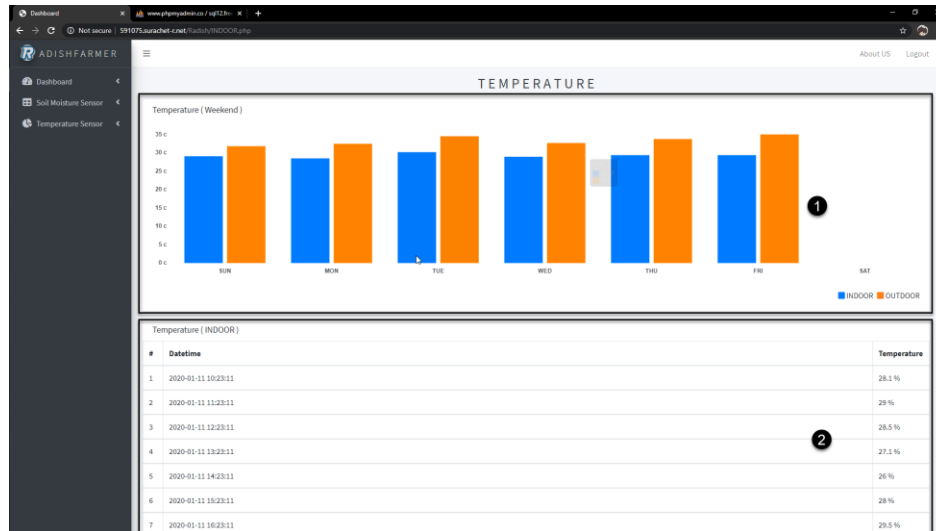 Dashboard
www.phpmyadmin.co / sql12.fre
Not secure 591075.surachet-r.net/Radish/INDOOR.php
R ADISHFARMER
About US Logout
Dashboard
Soil Moisture Sensor
Temperature Sensor
TEMPERATURE
Temperature ( Weekend )
35 c
30 c
25 c
20 c
15 c
10 c
5 c
0 c
SUN MON TUE WED THU FRI SAT
1
INDOOR OUTDOOR
Temperature ( INDOOR )
# Datetime Temperature
1 2020-01-11 10:23:11 28.1 %
2 2020-01-11 11:23:11 29 %
3 2020-01-11 12:23:11 28.5 %
2
4 2020-01-11 13:23:11 27.1 %
5 2020-01-11 14:23:11 26 %
6 2020-01-11 15:23:11 28 %
7 2020-01-11 16:23:11 29.5 %